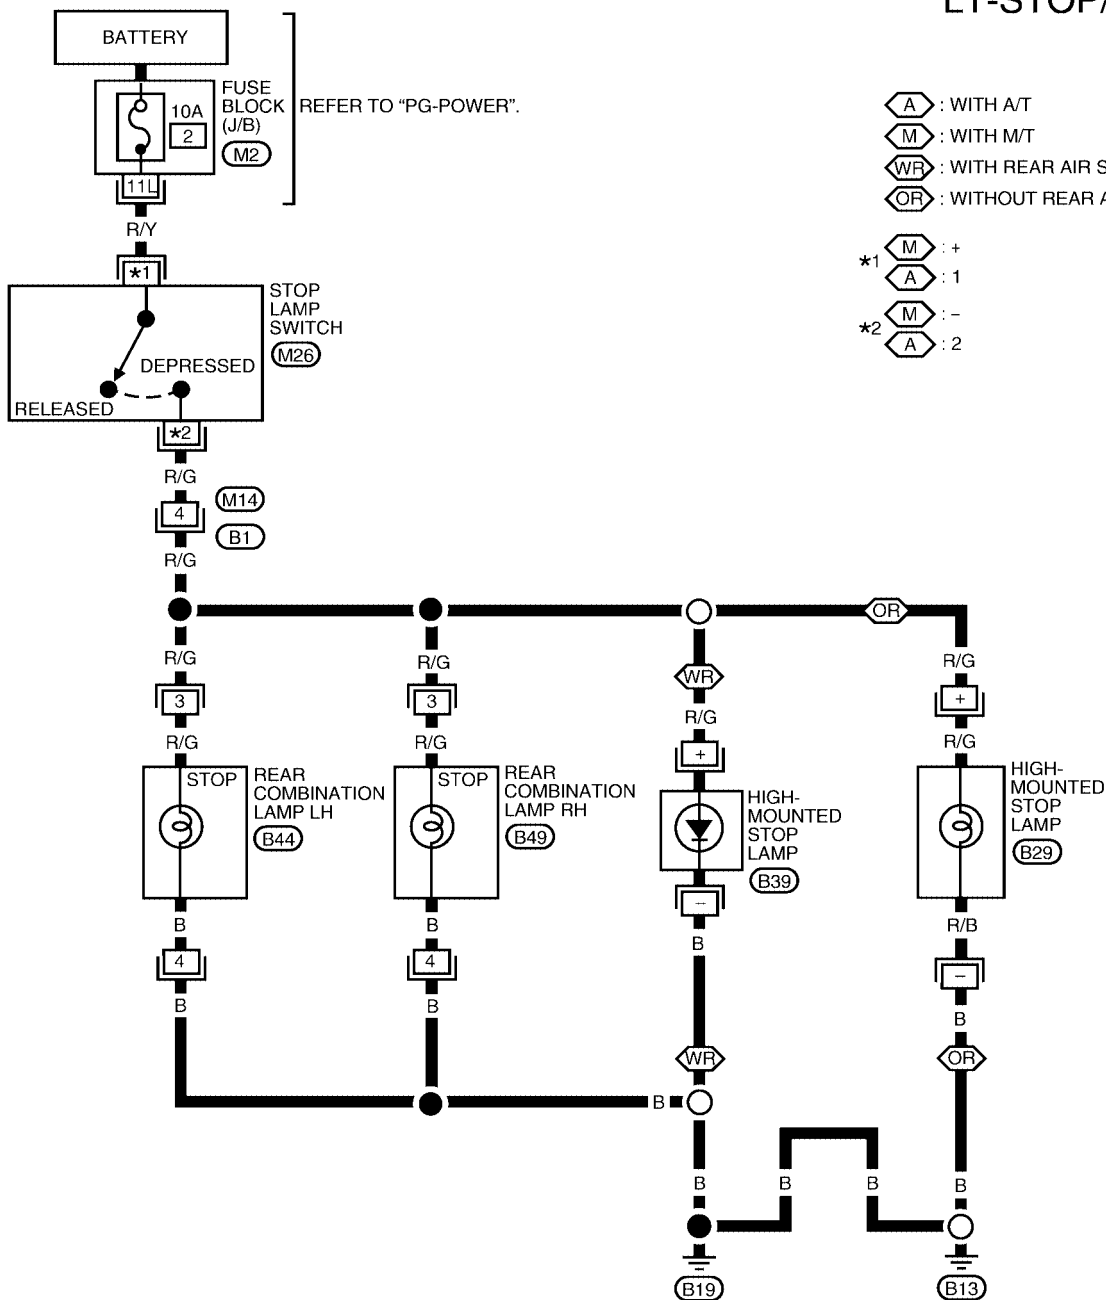 LT-STOP/
BATTERY
FUSE
BLOCK
(J/B)
10A
2
M2
REFER TO “PG-POWER”.
11L
R/Y
*1
STOP
LAMP
SWITCH
M26
DEPRESSED
RELEASED
*2
R/G
4
M14
B1
R/G
A : WITH A/T
M : WITH M/T
WR : WITH REAR AIR S
OR : WITHOUT REAR A
*1
M : +
A : 1
*2
M : –
A : 2
OR
R/G
3
R/G
STOP
REAR
COMBINATION
LAMP LH
B44
B
4
B
R/G
3
R/G
STOP
REAR
COMBINATION
LAMP RH
B49
B
4
B
WR
R/G
+
HIGH-
MOUNTED
STOP
LAMP
B39
–
B
WR
R/G
+
R/G
HIGH-
MOUNTED
STOP
LAMP
B29
R/B
–
B
OR
B
B
B
B
B
B19
B13